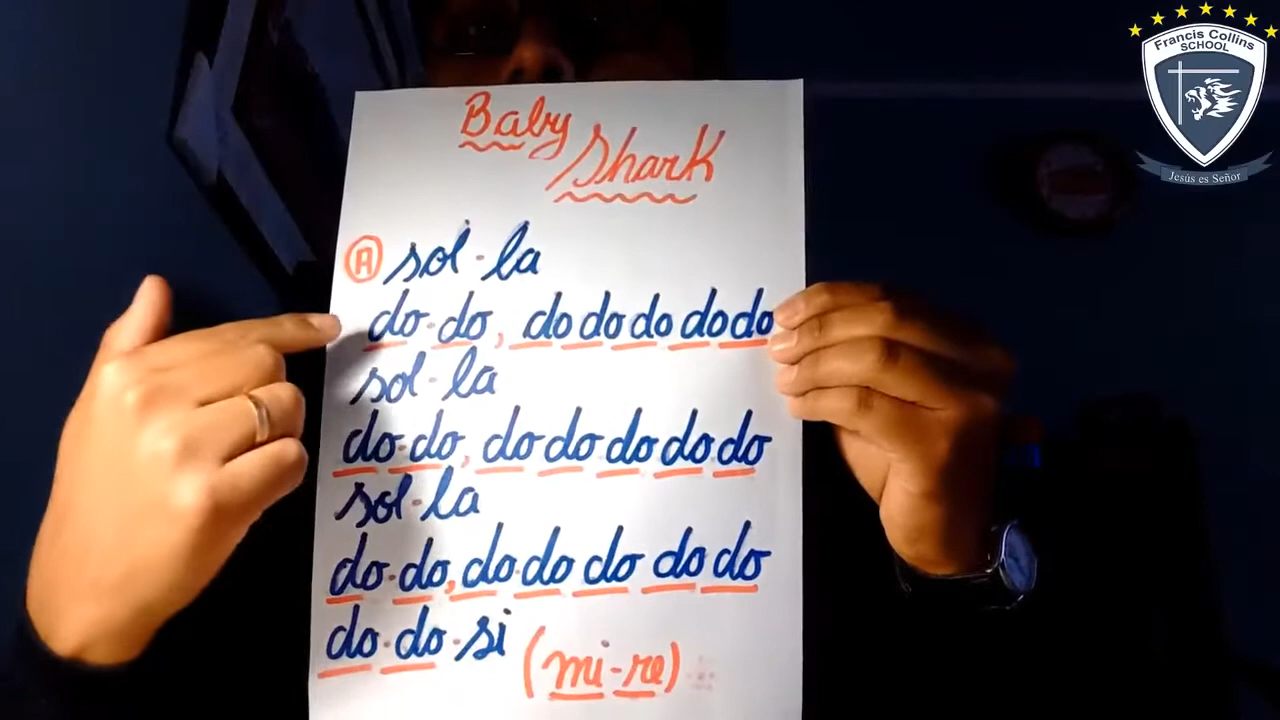 Baby
Shark
A sol·la
do·do, do do do do do
sol·la
do·do, do do do do do
sol·la
do·do, do·do do do do
do·do·si (mi-re)
Francis Collins
SCHOOL
Jesús es Señor